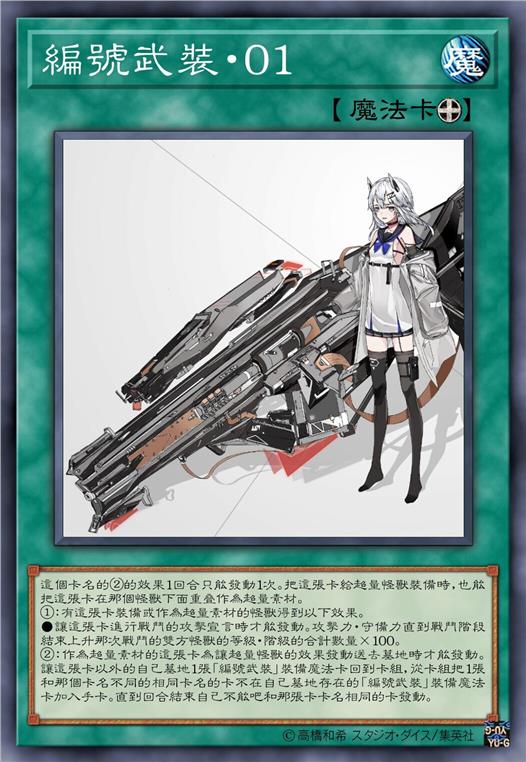 編號武裝·01
魔
【魔法卡】
這個卡名的②的效果1回合只能發動1次。把這張卡給超量怪獸裝備時，也能
把這張卡在那個怪獸下面重疊作為超量素材。
①：有這張卡裝備或作為超量素材的怪獸得到以下效果。
●讓這張卡進行戰鬥的攻擊宣言時才能發動。攻擊力·守備力直到戰鬥階段
結束上升那次戰鬥的雙方怪獸的等級·階級的合計數量×100。
②：作為超量素材的這張卡為讓超量怪獸的效果發動送去墓地時才能發動。
讓這張卡以外的自己墓地1張「編號武裝」裝備魔法卡回到卡組，從卡組把1張
和那個卡名不同的相同卡名的卡不在自己墓地存在的「編號武裝」裝備魔法
卡加入手卡。直到回合結束自己不能吧和那張卡卡名相同的卡發動。
©高橋和希 スタジオ·ダイス/集英社
YU-G